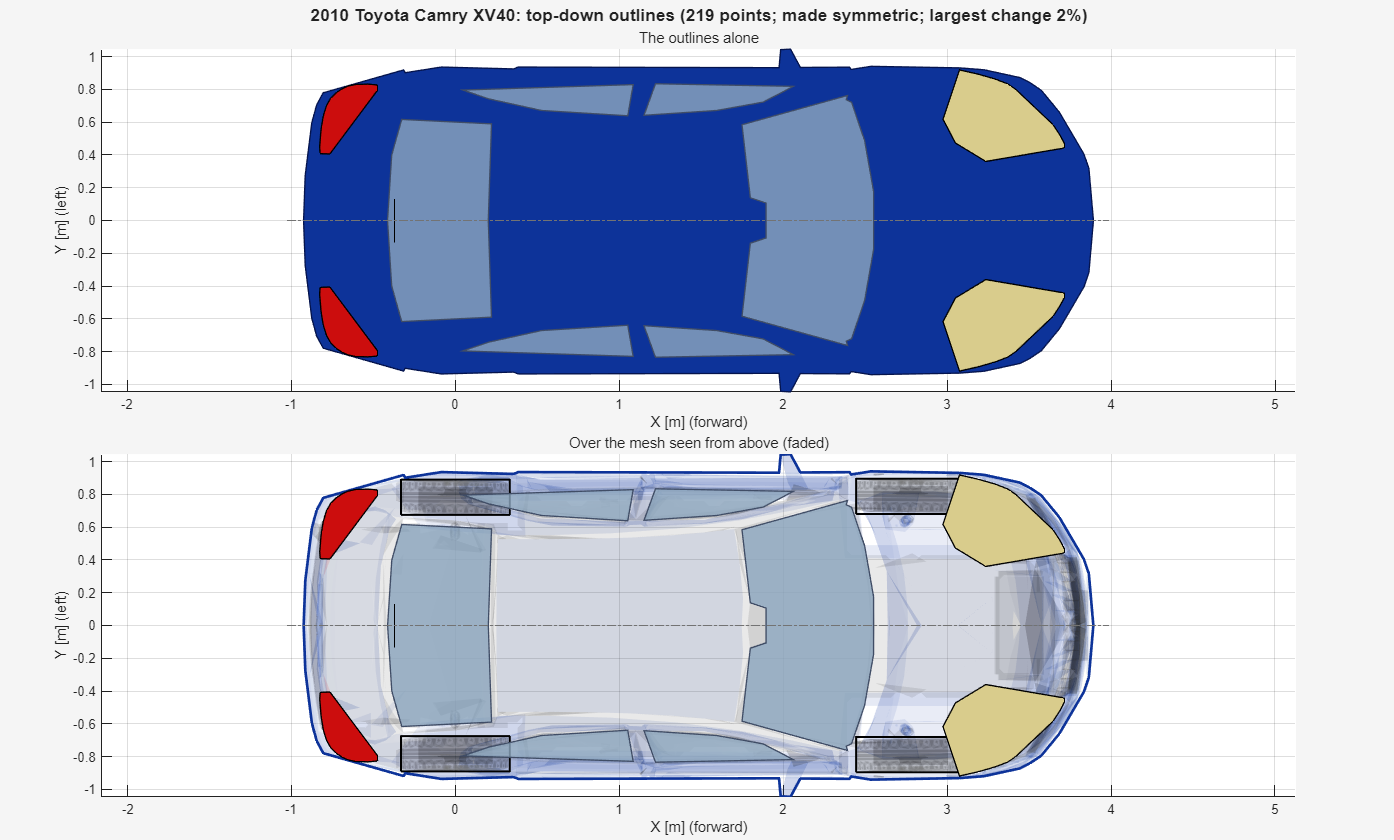 2010 Toyota Camry XV40: top-down outlines (219 points; made symmetric; largest change 2%)
The outlines alone
1
0.8
0.6
0.4
0.2
0
-0.2
-0.4
-0.6
-0.8
-1
Y [m] (left)
-2 -1 0 1 2 3 4 5
X [m] (forward)
Over the mesh seen from above (faded)
1
0.8
0.6
0.4
0.2
0
-0.2
-0.4
-0.6
-0.8
-1
Y [m] (left)
-2 -1 0 1 2 3 4 5
X [m] (forward)